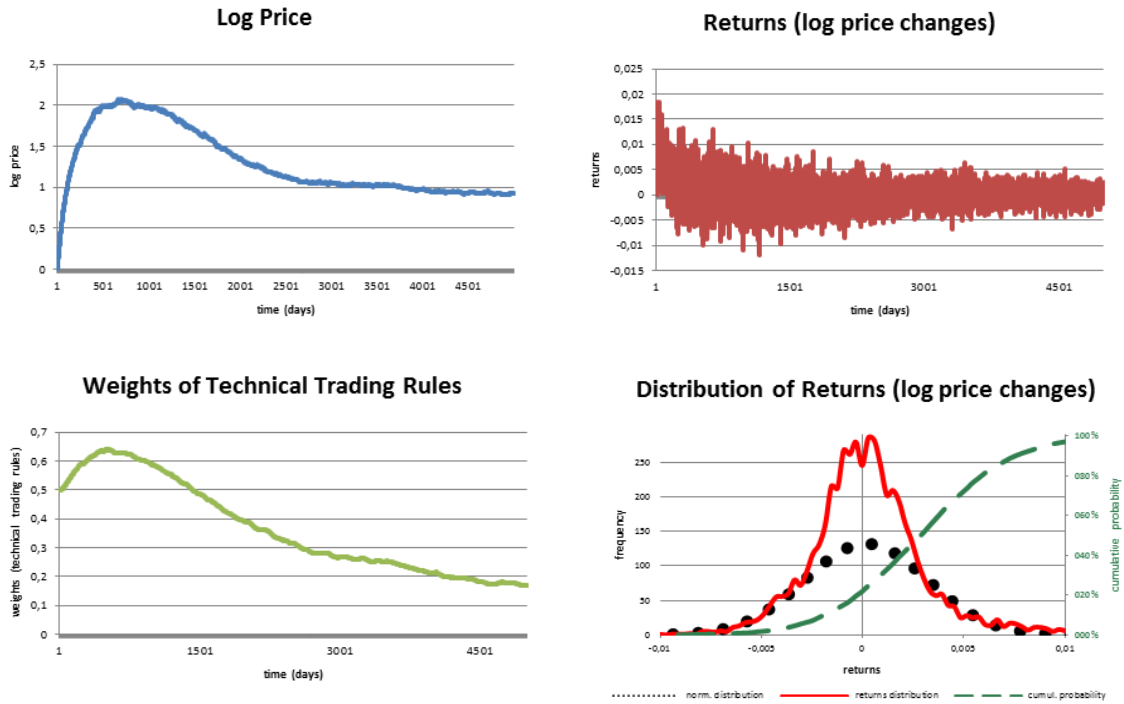 Log Price
2,5
2
1,5
1
0,5
0
log price
1 501 1001 1501 2001 2501 3001 3501 4501
time (days)
Returns (log price changes)
0,025
0,02
0,015
0,01
0,005
0
-0,005
-0,01
-0,015
returns
1 1501 3001 4501
time (days)
Weights of Technical Trading Rules
0,7
0,6
0,5
0,4
0,3
0,2
0,1
0
weights (technical trading rules)
1 1501 3001 4501
time (days)
Distribution of Returns (log price changes)
250
200
150
100
50
0
frequency
100%
080%
060%
040%
020%
000%
cumulative probability
-0,01 -0,005 0 0,005 0,01
returns
norm. distribution returns distribution cumul. probability